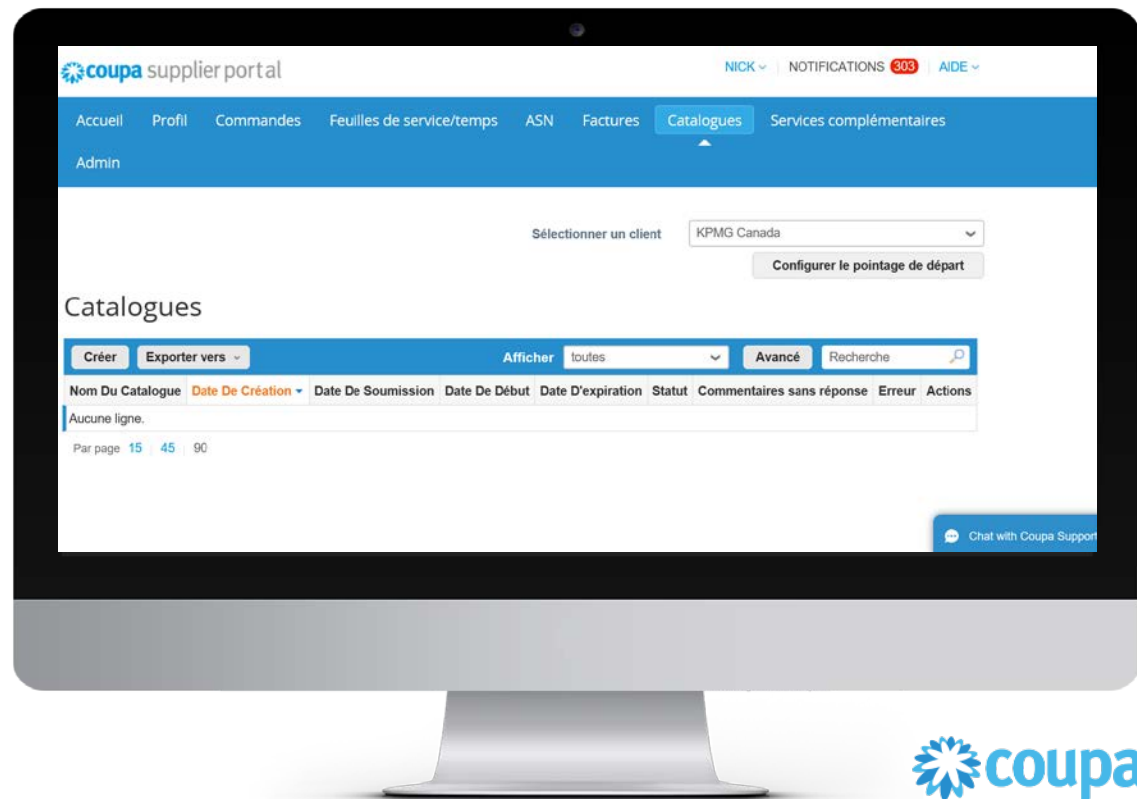 coupa supplier portal NICK NOTIFICATIONS 303 AIDE
Accueil Profil Commandes Feuilles de service/temps ASN Factures Catalogues Services complémentaires
Admin
Sélectionner un client KPMG Canada
Configurer le pointage de départ
Catalogues
Créer Exporter vers Afficher toutes Avancé Recherche
Nom Du Catalogue Date De Création Date De Soumission Date De Début Date D'expiration Statut Commentaires sans réponse Erreur Actions
Aucune ligne.
Par page 15 | 45 | 90
Chat with Coupa Support
coupa